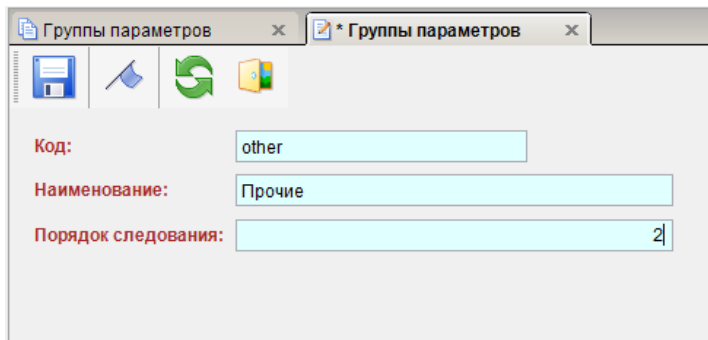 Группы параметров
* Группы параметров
Код:
other
Наименование:
Прочие
Порядок следования:
2